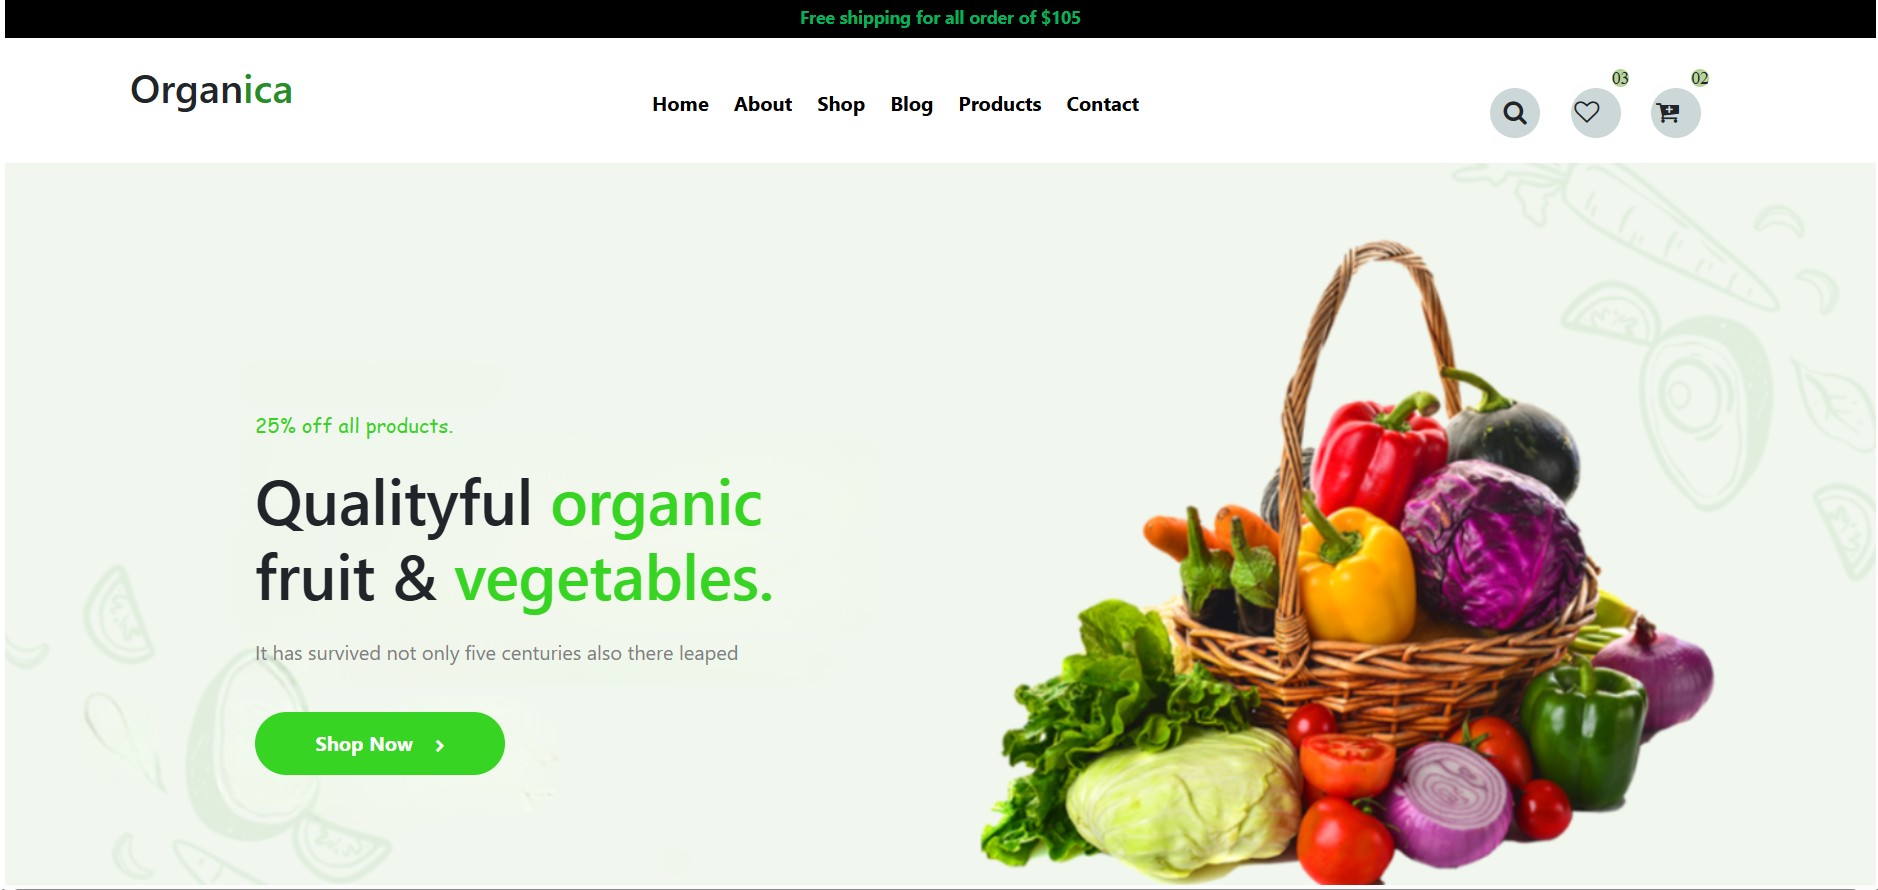 Free shipping for all order of $105
Organica
Home About Shop Blog Products Contact
03 02
25% off all products.
Qualityful organic
fruit & vegetables.
It has survived not only five centuries also there leaped
Shop Now